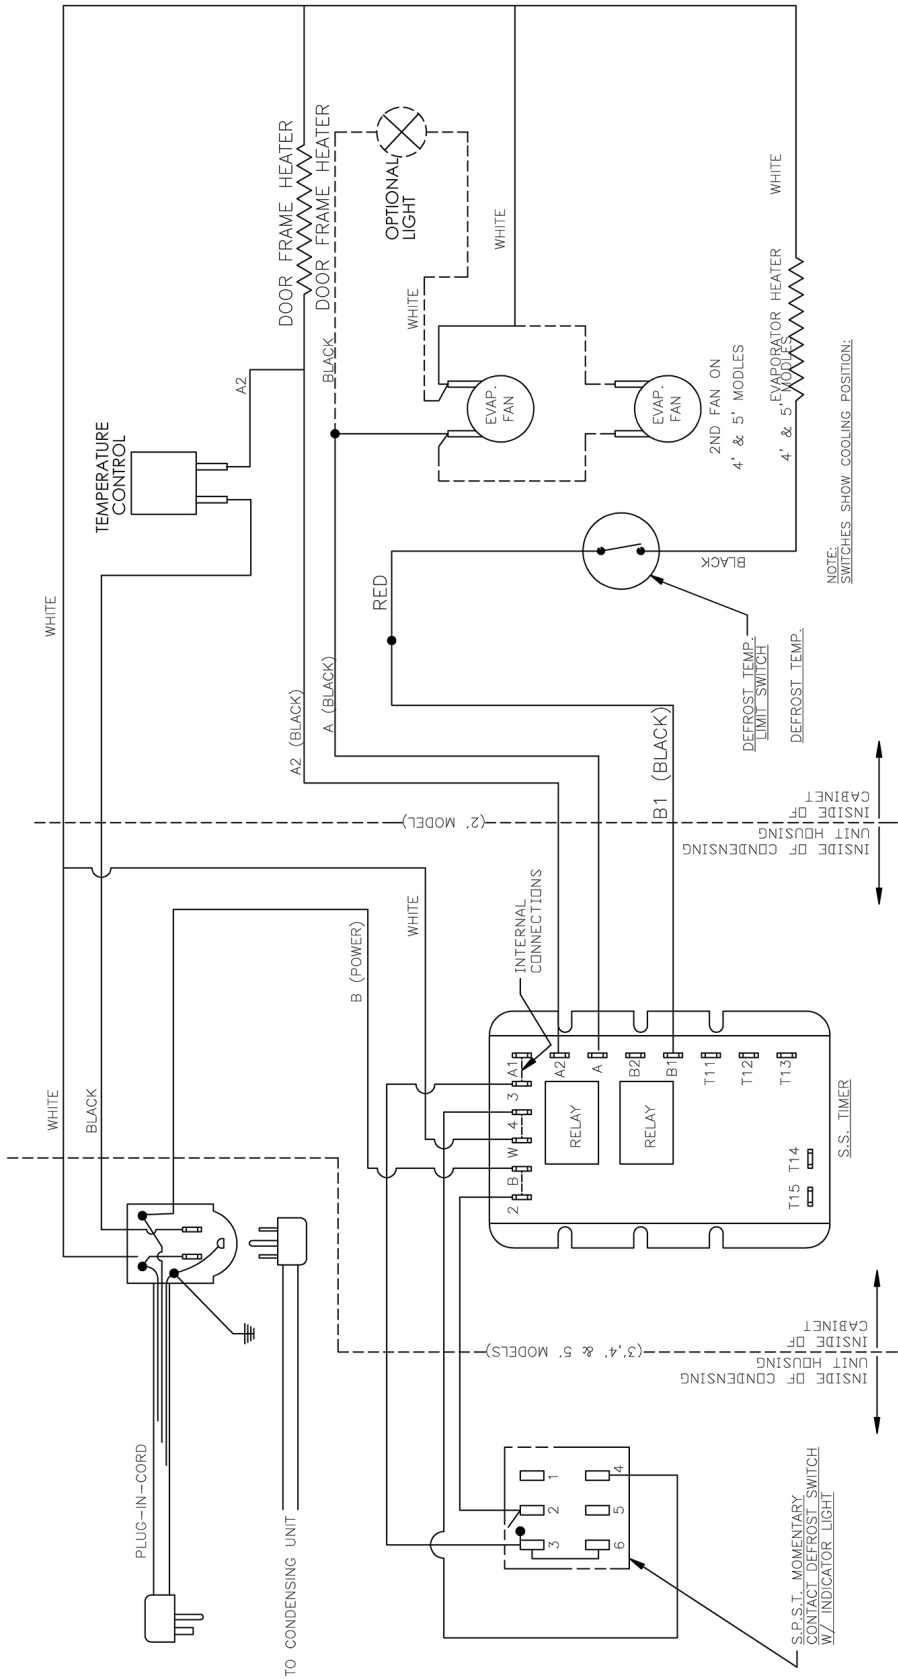 WHITE
TEMPERATURE
CONTROL
A2
DOOR FRAME HEATER
DOOR FRAME HEATER
BLACK
OPTIONAL
LIGHT
WHITE
WHITE
EVAP.
FAN
EVAP.
FAN
2ND FAN ON
4' & 5' MODLES
EVAPORATOR HEATER
4' & 5' MODLES
WHITE
NOTE:
SWITCHES SHOW COOLING POSITION:
RED
BLACK
DEFROST TEMP.
LIMIT SWITCH
DEFROST TEMP.
A2 (BLACK)
A (BLACK)
B1 (BLACK)
(2' MODEL)
INSIDE OF
CABINET
INSIDE OF CONDENSING
UNIT HOUSING
WHITE
BLACK
B (POWER)
WHITE
INTERNAL
CONNECTIONS
2
B
W
4
3
A1
A2
A
B2
B1
T11
T12
T13
T14
T15
RELAY
RELAY
S.S. TIMER
PLUG-IN-CORD
TO CONDENSING UNIT
(3',4' & 5' MODELS)
INSIDE OF
CABINET
INSIDE OF CONDENSING
UNIT HOUSING
1
2
3
4
5
6
S.P.S.T. MOMENTARY
CONTACT DEFROST SWITCH
W/ INDICATOR LIGHT